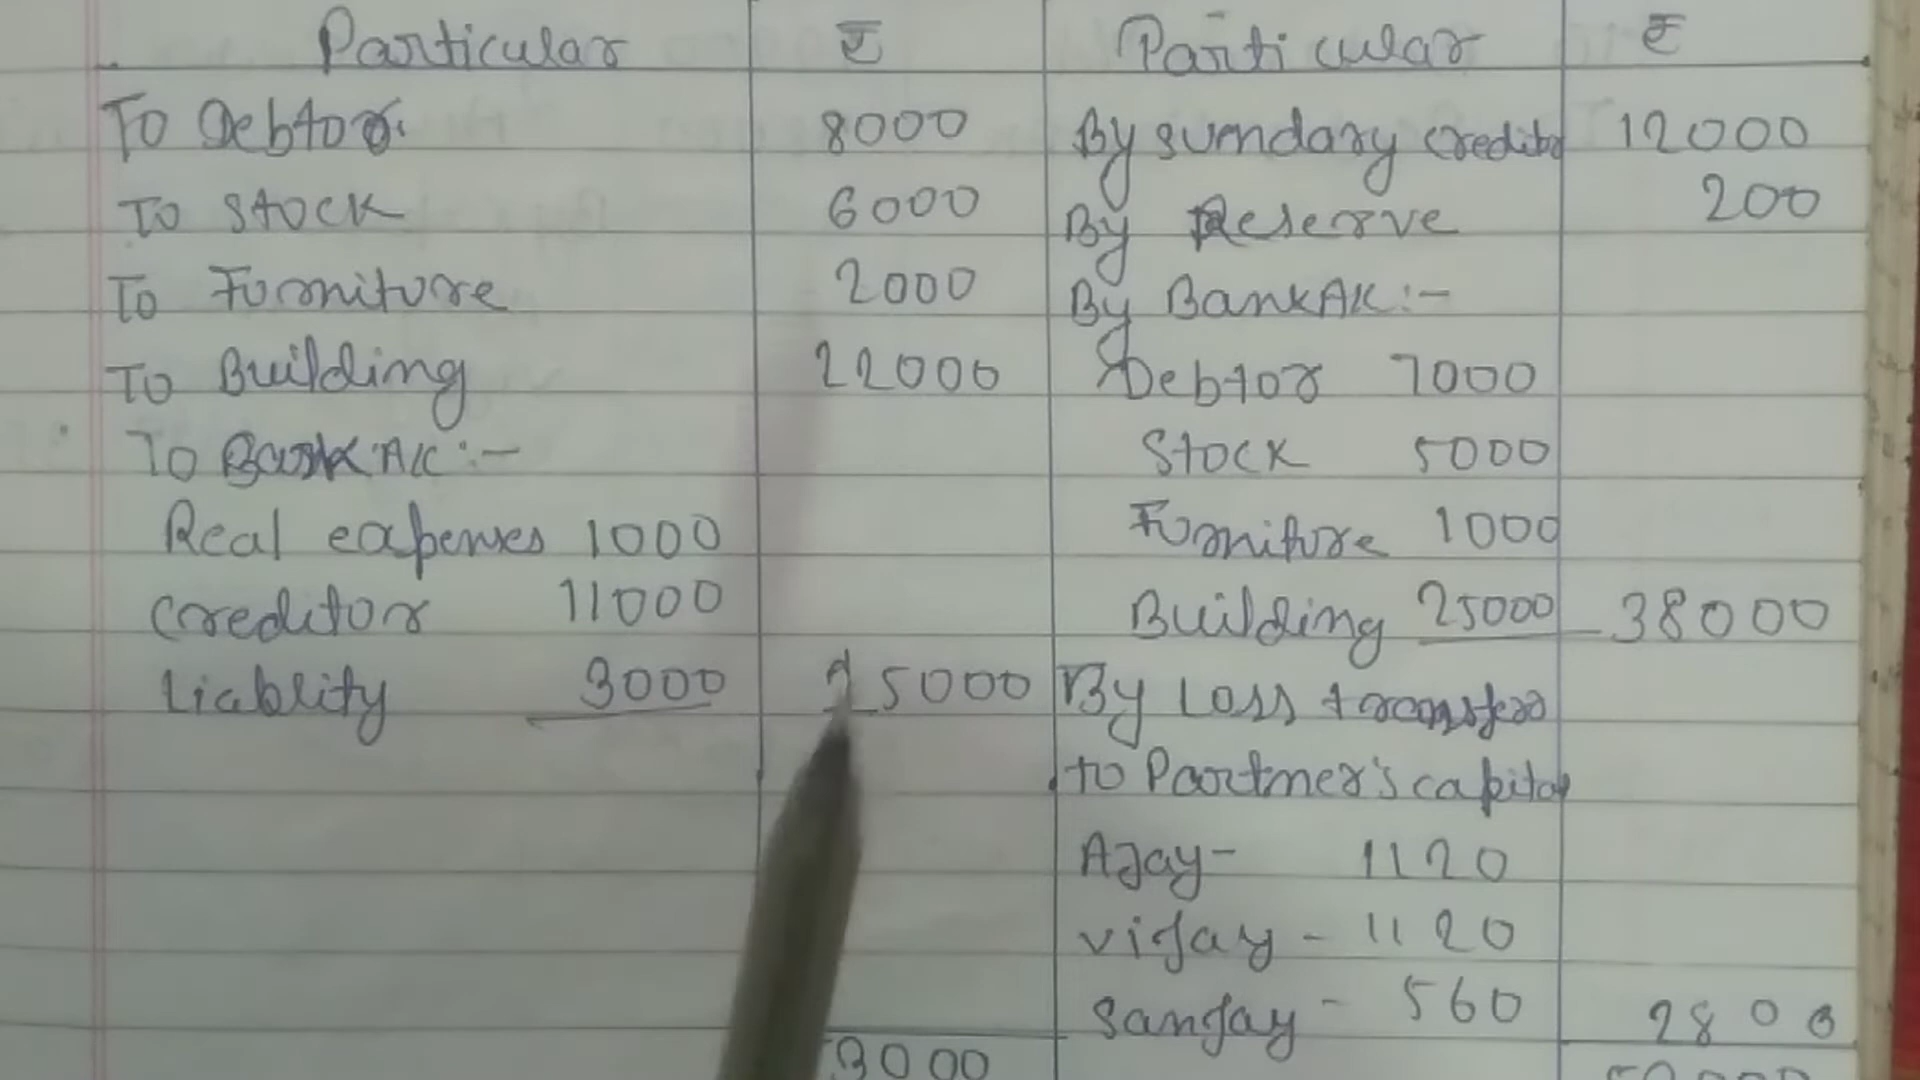 Particular ₹ Particular ₹
To Debtor 8000 By sundary creditor 12000
To Stock 6000 By Reserve 200
To Furniture 2000 By Bank A/c :-
To Building 22000 Debtor 7000
To Bank A/c :- Stock 5000
Real expenses 1000 Furniture 1000
creditor 11000 Building 25000 38000
Liablity 3000 15000 By Loss transfer
to Partner's capital
Ajay - 1120
vijay - 1120
Sanjay - 560 2800
3000